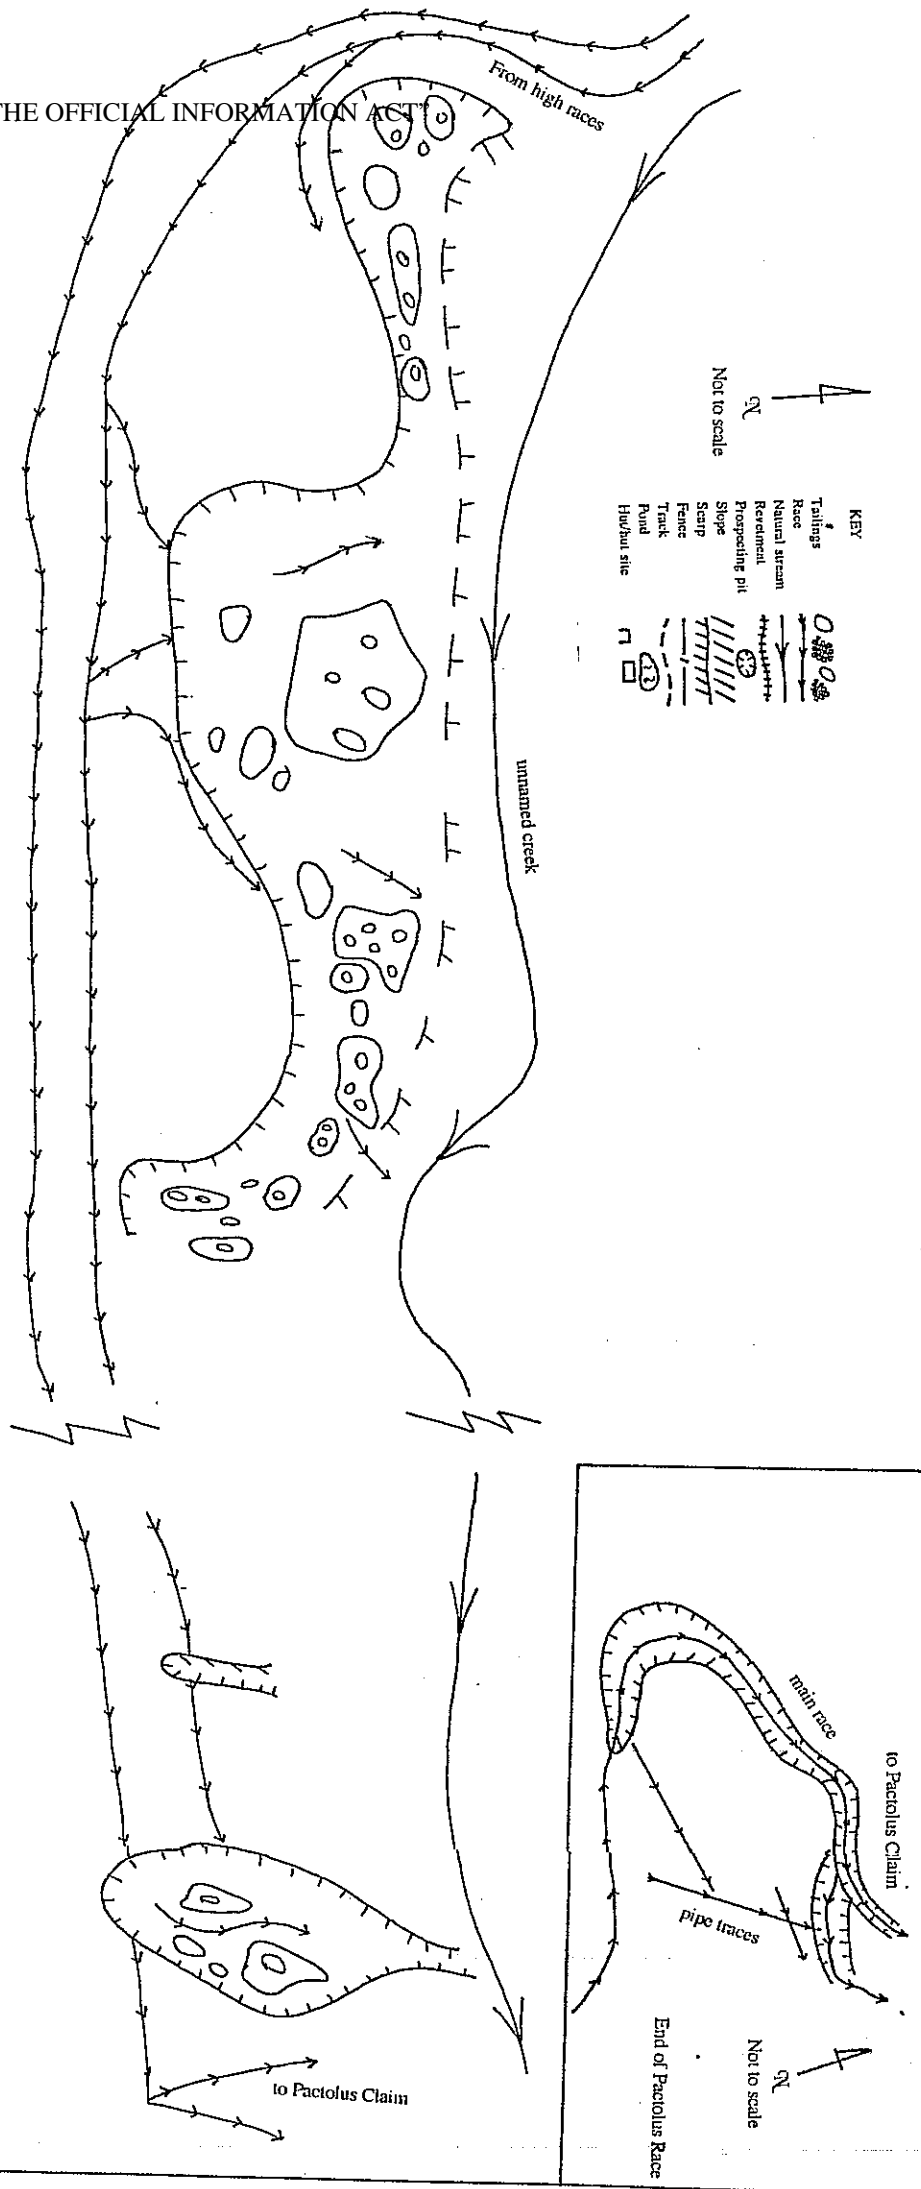 THE OFFICIAL INFORMATION ACT"
From high races
N
Not to scale
KEY
Tailings
Race
Natural stream
Revetment
Prospecting pit
Slope
Scarp
Fence
Track
Pond
Hut/hut site
unnamed creek
to Pactolus Claim
main race
to Pactolus Claim
pipe traces
N
Not to scale
End of Pactolus Race